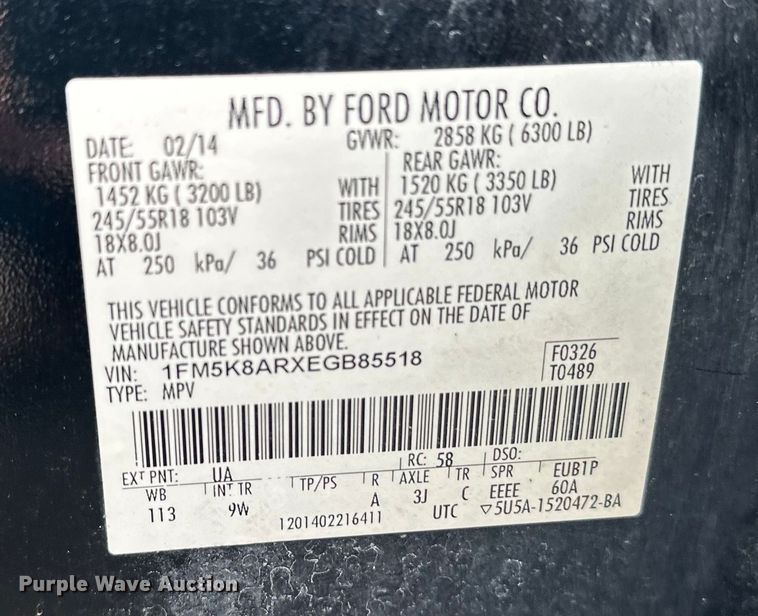 MFD. BY FORD MOTOR CO.
DATE: 02/14 GVWR: 2858 KG ( 6300 LB)
FRONT GAWR: REAR GAWR:
1452 KG ( 3200 LB) WITH 1520 KG ( 3350 LB) WITH
245/55R18 103V TIRES 245/55R18 103V TIRES
18X8.0J RIMS 18X8.0J RIMS
AT 250 kPa/ 36 PSI COLD AT 250 kPa/ 36 PSI COLD
THIS VEHICLE CONFORMS TO ALL APPLICABLE FEDERAL MOTOR
VEHICLE SAFETY STANDARDS IN EFFECT ON THE DATE OF
MANUFACTURE SHOWN ABOVE.
VIN: 1FM5K8ARXEGB85518 F0326
TYPE: MPV T0489
EXT PNT: UA RC: 58 DSO:
WB INT TR TP/PS R AXLE TR SPR EUB1P
113 9W A 3J C EEEE 60A
1201402216411 UTC ▽5U5A-1520472-BA
Purple Wave Auction